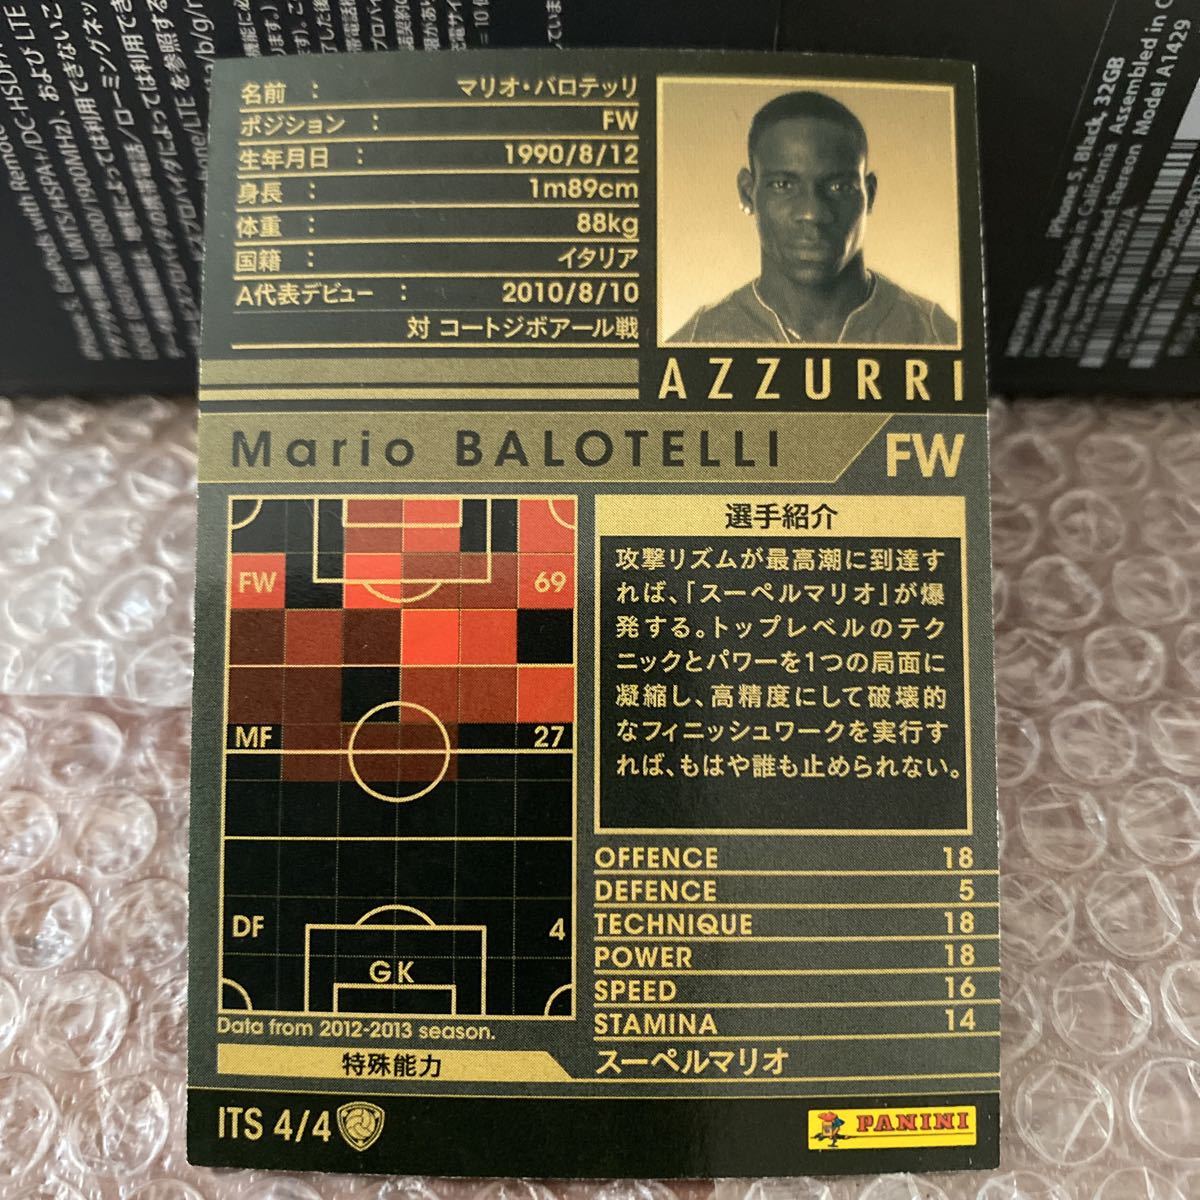 名前 : マリオ・バロテッリ
ポジション : FW
生年月日 : 1990/8/12
身長 : 1m89cm
体重 : 88kg
国籍 : イタリア
A代表デビュー : 2010/8/10
対 コートジボアール戦
AZZURRI
Mario BALOTELLI FW
FW 69
MF 27
DF 4
GK
Data from 2012-2013 season.
選手紹介
攻撃リズムが最高潮に到達す
れば、「スーペルマリオ」が爆
発する。トップレベルのテク
ニックとパワーを1つの局面に
凝縮し、高精度にして破壊的
なフィニッシュワークを実行す
れば、もはや誰も止められない。
OFFENCE 18
DEFENCE 5
TECHNIQUE 18
POWER 18
SPEED 16
STAMINA 14
特殊能力 スーペルマリオ
ITS 4/4
PANINI
iPhone 5, Black, 32GB
Model A1429